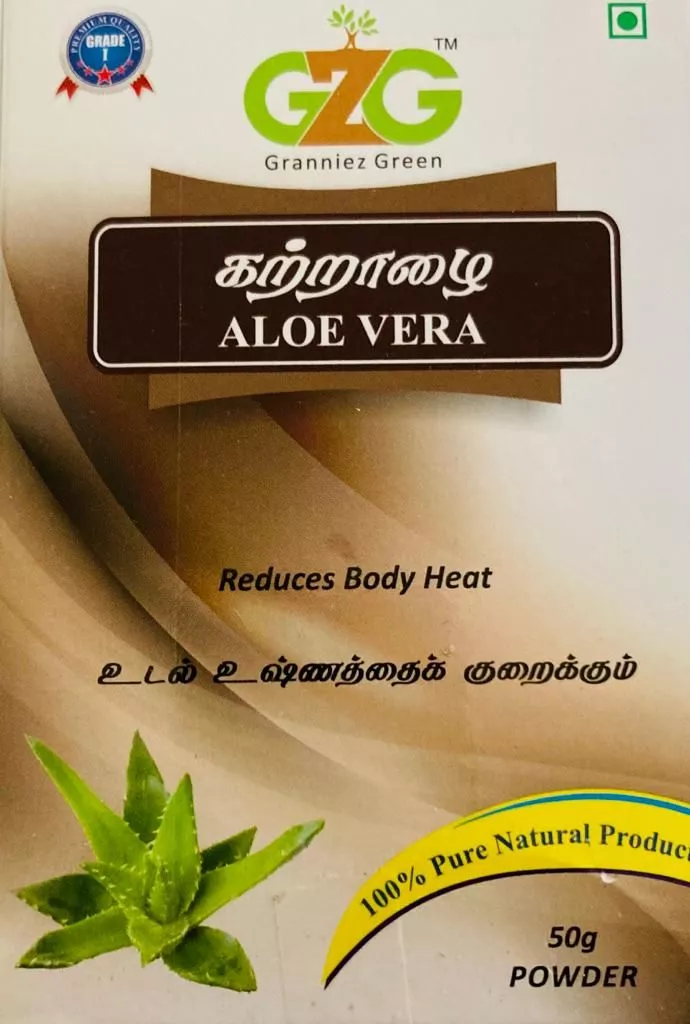 PREMIUM QUALITY
GRADE
I
GZG TM
Granniez Green
கற்றாழை
ALOE VERA
Reduces Body Heat
உடல் உஷ்ணத்தைக் குறைக்கும்
100% Pure Natural Product
50g
POWDER